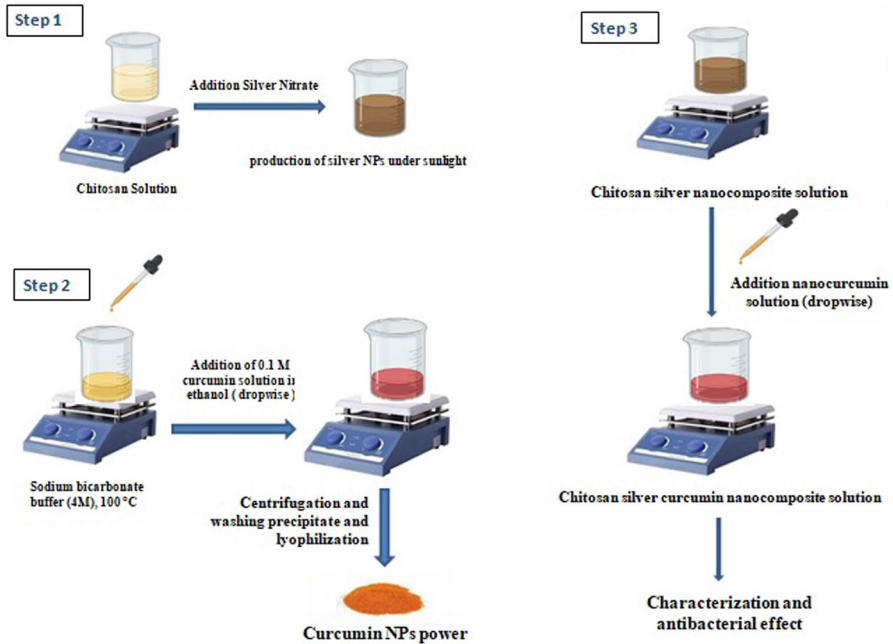 Step 1
Addition Silver Nitrate
Chitosan Solution
production of silver NPs under sunlight
Step 2
Addition of 0.1 M
curcumin solution in
ethanol ( dropwise)
Sodium bicarbonate
buffer (4M), 100 °C
Centrifugation and
washing precipitate and
lyophilization
Curcumin NPs power
Step 3
Chitosan silver nanocomposite solution
Addition nanocurcumin
solution (dropwise)
Chitosan silver curcumin nanocomposite solution
Characterization and
antibacterial effect